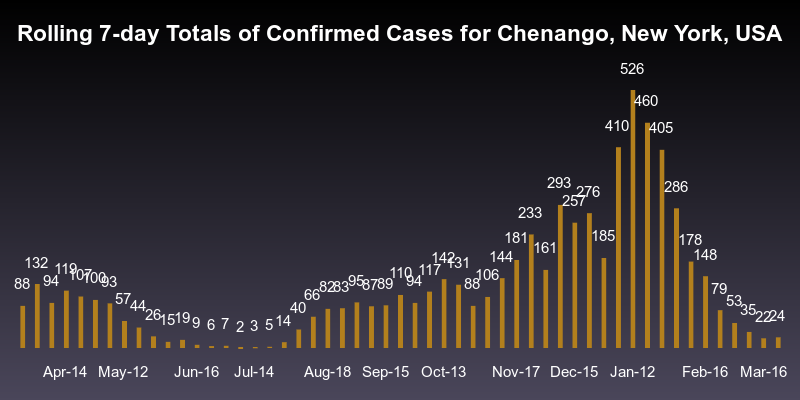 Rolling 7-day Totals of Confirmed Cases for Chenango, New York, USA
88 132 94 119 107 100 93 57 44 26 15 19 9 6 7 2 3 5 14 40 66 82 83 95 87 89 110 94 117 142 131 88 106 144 181 233 161 293 257 276 185 410 526 460 405 286 178 148 79 53 35 22 24
Apr-14 May-12 Jun-16 Jul-14 Aug-18 Sep-15 Oct-13 Nov-17 Dec-15 Jan-12 Feb-16 Mar-16